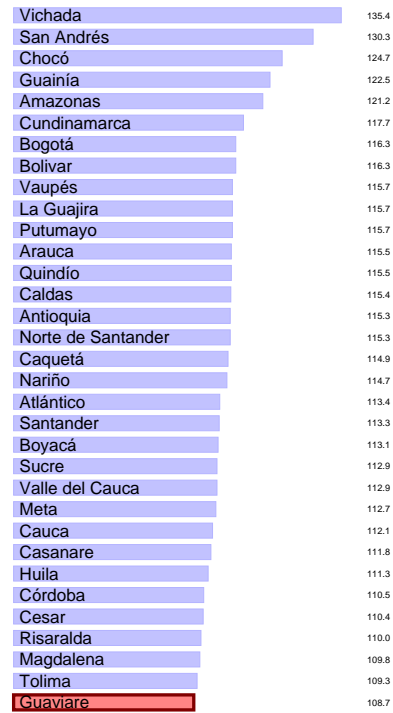 Vichada 135.4
San Andrés 130.3
Chocó 124.7
Guainía 122.5
Amazonas 121.2
Cundinamarca 117.7
Bogotá 116.3
Bolivar 116.3
Vaupés 115.7
La Guajira 115.7
Putumayo 115.7
Arauca 115.5
Quindío 115.5
Caldas 115.4
Antioquia 115.3
Norte de Santander 115.3
Caquetá 114.9
Nariño 114.7
Atlántico 113.4
Santander 113.3
Boyacá 113.1
Sucre 112.9
Valle del Cauca 112.9
Meta 112.7
Cauca 112.1
Casanare 111.8
Huila 111.3
Córdoba 110.5
Cesar 110.4
Risaralda 110.0
Magdalena 109.8
Tolima 109.3
Guaviare 108.7